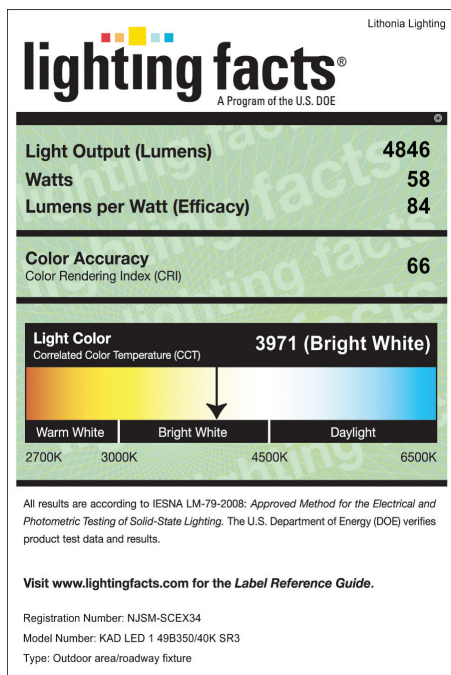 Lithonia Lighting
lighting facts®
A Program of the U.S. DOE
Light Output (Lumens) 4846
Watts 58
Lumens per Watt (Efficacy) 84
Color Accuracy
Color Rendering Index (CRI) 66
Light Color
Correlated Color Temperature (CCT) 3971 (Bright White)
Warm White Bright White Daylight
2700K 3000K 4500K 6500K
All results are according to IESNA LM-79-2008: Approved Method for the Electrical and
Photometric Testing of Solid-State Lighting. The U.S. Department of Energy (DOE) verifies
product test data and results.
Visit www.lightingfacts.com for the Label Reference Guide.
Registration Number: NJSM-SCEX34
Model Number: KAD LED 1 49B350/40K SR3
Type: Outdoor area/roadway fixture